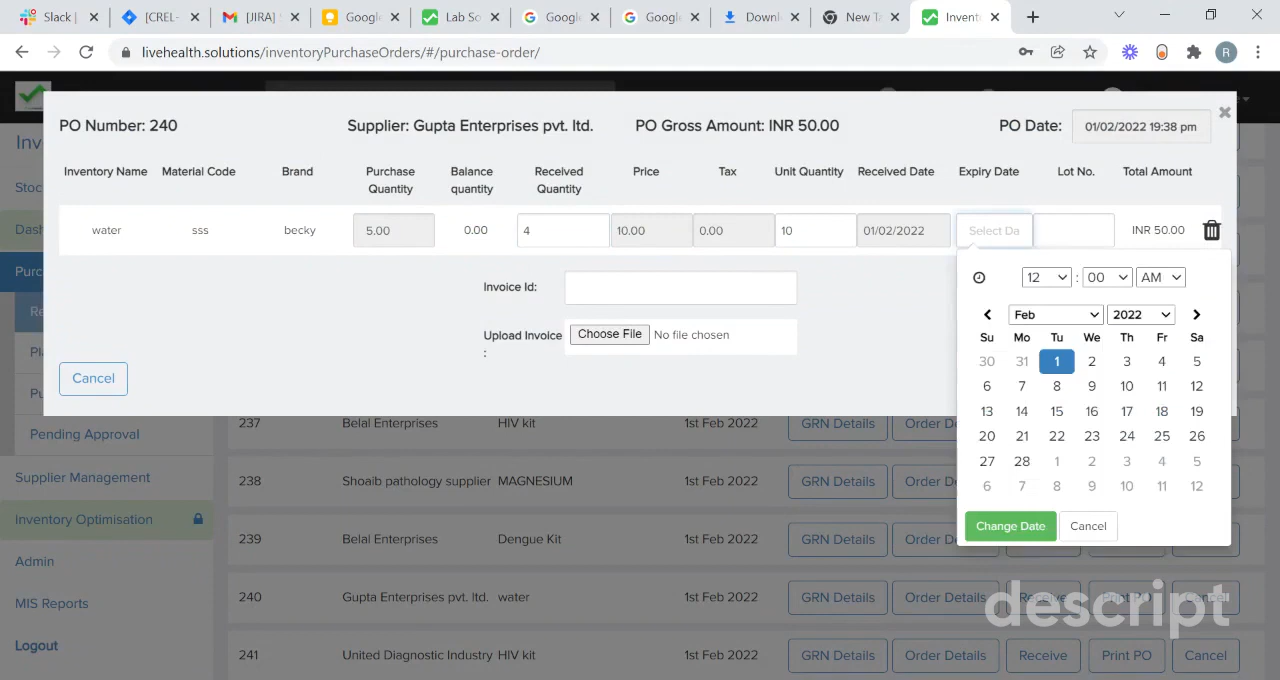 Slack |
[CREL-
[JIRA] S
Googl
Lab So
Googl
Googl
Downl
New T
Invent
livehealth.solutions/inventoryPurchaseOrders/#/purchase-order/
R
PO Number: 240
Supplier: Gupta Enterprises pvt. ltd.
PO Gross Amount: INR 50.00
PO Date:
01/02/2022 19:38 pm
Inventory Name Material Code Brand Purchase Quantity Balance quantity Received Quantity Price Tax Unit Quantity Received Date Expiry Date Lot No. Total Amount
water sss becky 5.00 0.00 4 10.00 0.00 10 01/02/2022 Select Da INR 50.00
Invoice Id:
Upload Invoice :
Choose File No file chosen
Cancel
12 : 00 AM
Feb 2022
Su Mo Tu We Th Fr Sa
30 31 1 2 3 4 5
6 7 8 9 10 11 12
13 14 15 16 17 18 19
20 21 22 23 24 25 26
27 28 1 2 3 4 5
6 7 8 9 10 11 12
Change Date Cancel
Inv
Stoc
Dash
Purc
Re
Pl
Pu
Pending Approval
Supplier Management
Inventory Optimisation
Admin
MIS Reports
Logout
237 Belal Enterprises HIV kit 1st Feb 2022 GRN Details Order De
238 Shoaib pathology supplier MAGNESIUM 1st Feb 2022 GRN Details Order De
239 Belal Enterprises Dengue Kit 1st Feb 2022 GRN Details Order De
240 Gupta Enterprises pvt. ltd. water 1st Feb 2022 GRN Details Order Details Receive Print PO Cancel
241 United Diagnostic Industry HIV kit 1st Feb 2022 GRN Details Order Details Receive Print PO Cancel
descript